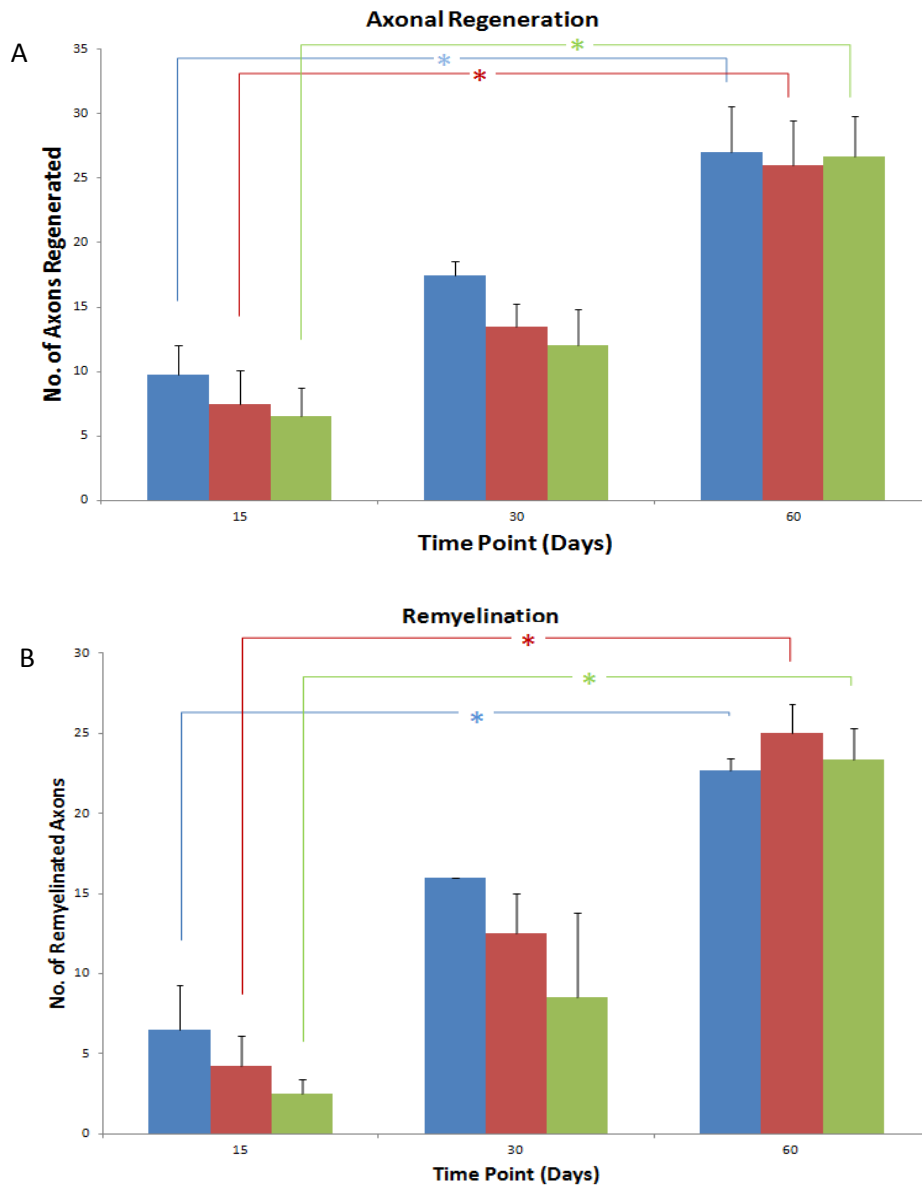 A
Axonal Regeneration
35
30
25
20
15
10
5
0
No. of Axons Regenerated
*
*
*
15 30 60
Time Point (Days)
B
Remyelination
30
25
20
15
10
5
0
No. of Remyelinated Axons
*
*
*
15 30 60
Time Point (Days)